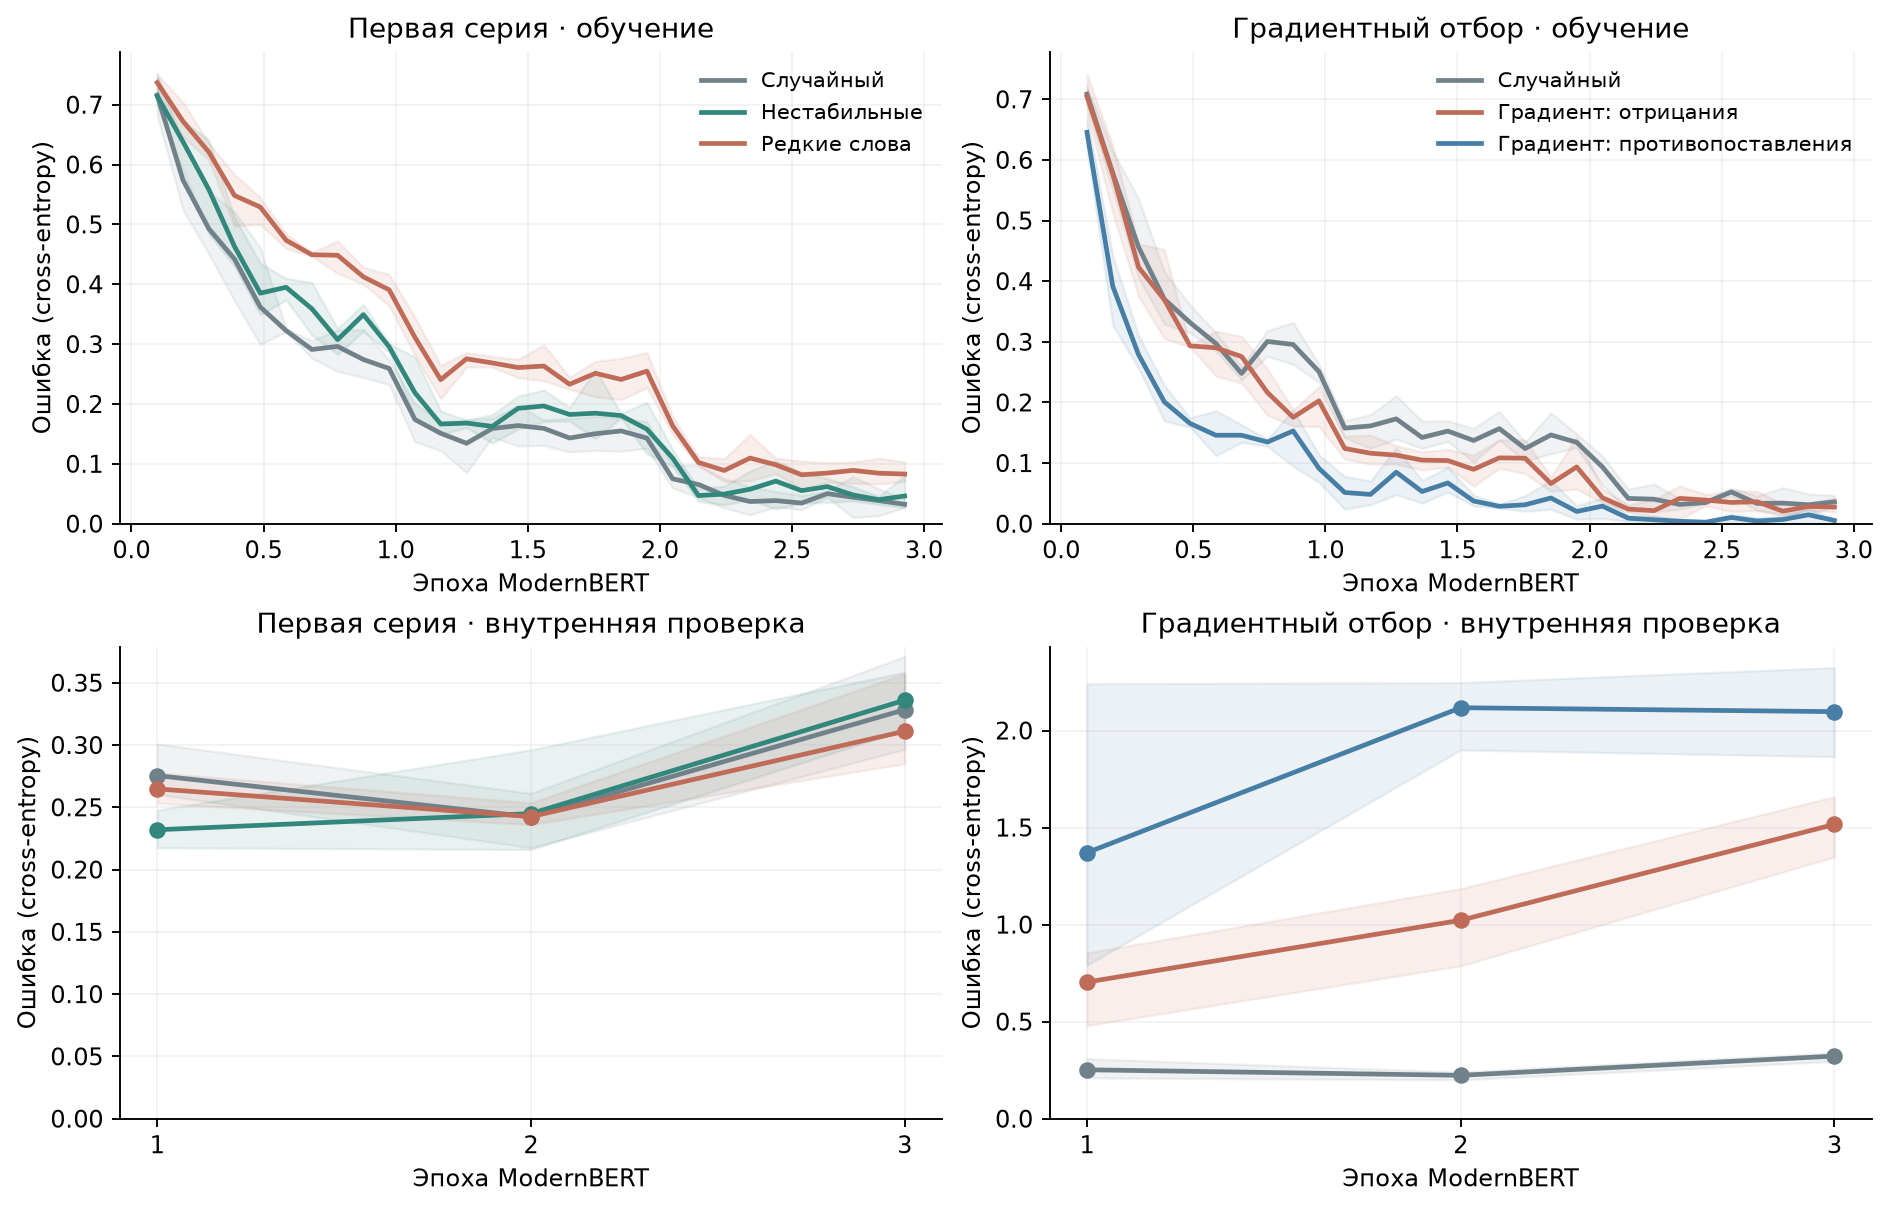 Первая серия · обучение
Ошибка (cross-entropy)
0.7
0.6
0.5
0.4
0.3
0.2
0.1
0.0
Случайный
Нестабильные
Редкие слова
0.0 0.5 1.0 1.5 2.0 2.5 3.0
Эпоха ModernBERT
Градиентный отбор · обучение
Ошибка (cross-entropy)
0.7
0.6
0.5
0.4
0.3
0.2
0.1
0.0
Случайный
Градиент: отрицания
Градиент: противопоставления
0.0 0.5 1.0 1.5 2.0 2.5 3.0
Эпоха ModernBERT
Первая серия · внутренняя проверка
Ошибка (cross-entropy)
0.35
0.30
0.25
0.20
0.15
0.10
0.05
0.00
1 2 3
Эпоха ModernBERT
Градиентный отбор · внутренняя проверка
Ошибка (cross-entropy)
2.0
1.5
1.0
0.5
0.0
1 2 3
Эпоха ModernBERT